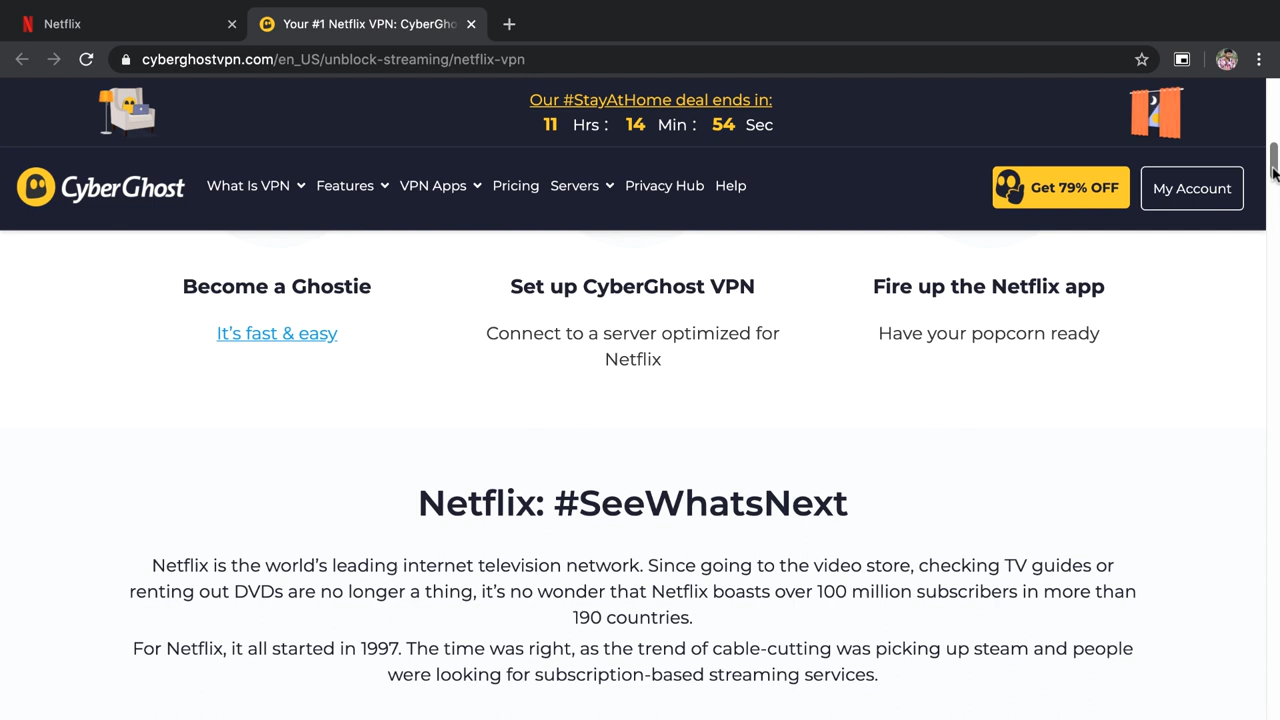 Netflix
Your #1 Netflix VPN: CyberGho
cyberghostvpn.com/en_US/unblock-streaming/netflix-vpn
Our #StayAtHome deal ends in:
11 Hrs : 14 Min : 54 Sec
CyberGhost
What Is VPN
Features
VPN Apps
Pricing
Servers
Privacy Hub
Help
Get 79% OFF
My Account
Become a Ghostie
It's fast & easy
Set up CyberGhost VPN
Connect to a server optimized for
Netflix
Fire up the Netflix app
Have your popcorn ready
Netflix: #SeeWhatsNext
Netflix is the world's leading internet television network. Since going to the video store, checking TV guides or
renting out DVDs are no longer a thing, it's no wonder that Netflix boasts over 100 million subscribers in more than
190 countries.
For Netflix, it all started in 1997. The time was right, as the trend of cable-cutting was picking up steam and people
were looking for subscription-based streaming services.